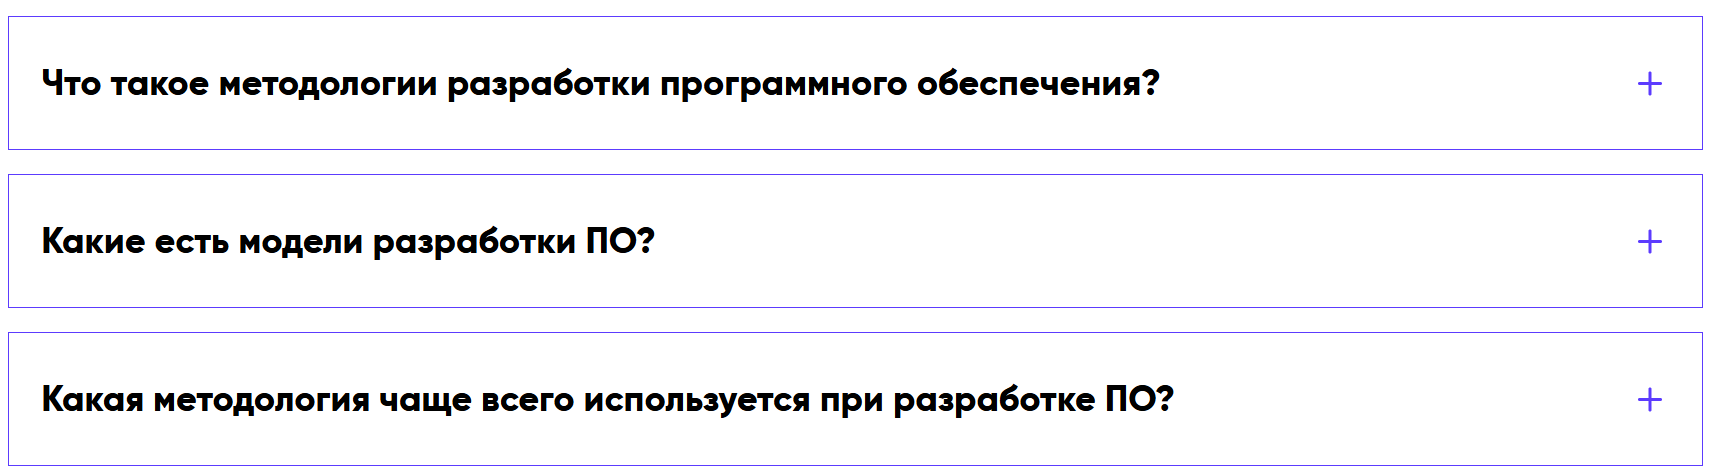 Что такое методологии разработки программного обеспечения?
Какие есть модели разработки ПО?
Какая методология чаще всего используется при разработке ПО?